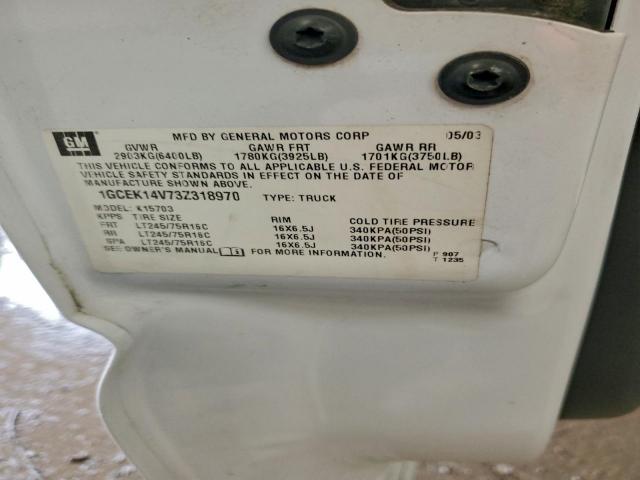 GM
MFD BY GENERAL MOTORS CORP 05/03
GVWR GAWR FRT GAWR RR
2903KG(6400LB) 1780KG(3925LB) 1701KG(3750LB)
THIS VEHICLE CONFORMS TO ALL APPLICABLE U.S. FEDERAL MOTOR
VEHICLE SAFETY STANDARDS IN EFFECT ON THE DATE OF
MANUFACTURE SHOWN ABOVE.
1GCEK14V73Z318970 TYPE: TRUCK
MODEL: K15703
KPPS TIRE SIZE RIM COLD TIRE PRESSURE
FRT LT245/75R16C 16X6.5J 340KPA(50PSI)
RR LT245/75R16C 16X6.5J 340KPA(50PSI)
SPA LT245/75R16C 16X6.5J 340KPA(50PSI)
SEE OWNER'S MANUAL FOR MORE INFORMATION
F 907
T 1235